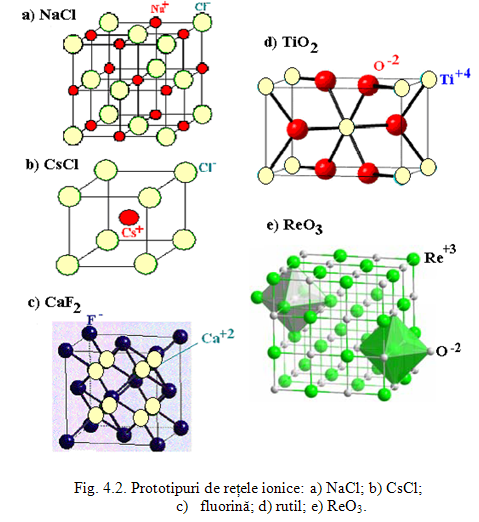 a) NaCl
Na⁺
Cl⁻
d) TiO₂
O⁻²
Ti⁺⁴
b) CsCl
Cl⁻
Cs⁺
e) ReO₃
Re⁺³
O⁻²
c) CaF₂
F⁻
Ca⁺²
Fig. 4.2. Prototipuri de rețele ionice: a) NaCl; b) CsCl;
c) fluorină; d) rutil; e) ReO₃.